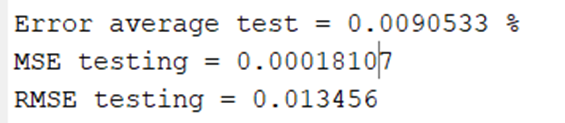 Error average test = 0.0090533 %
MSE testing = 0.00018107
RMSE testing = 0.013456